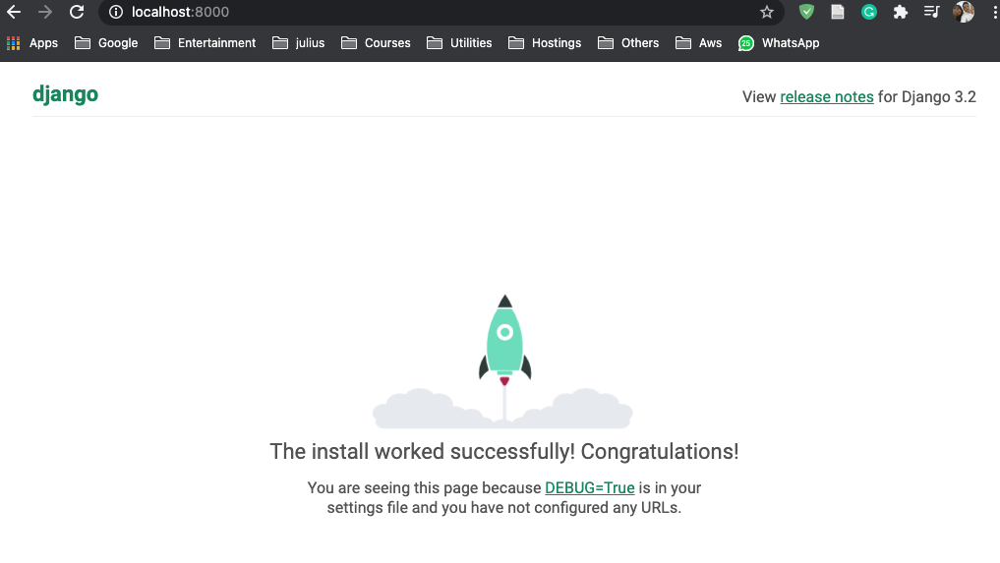 localhost:8000
Apps Google Entertainment julius Courses Utilities Hostings Others Aws 25 WhatsApp
django
View release notes for Django 3.2
The install worked successfully! Congratulations!
You are seeing this page because DEBUG=True is in your
settings file and you have not configured any URLs.